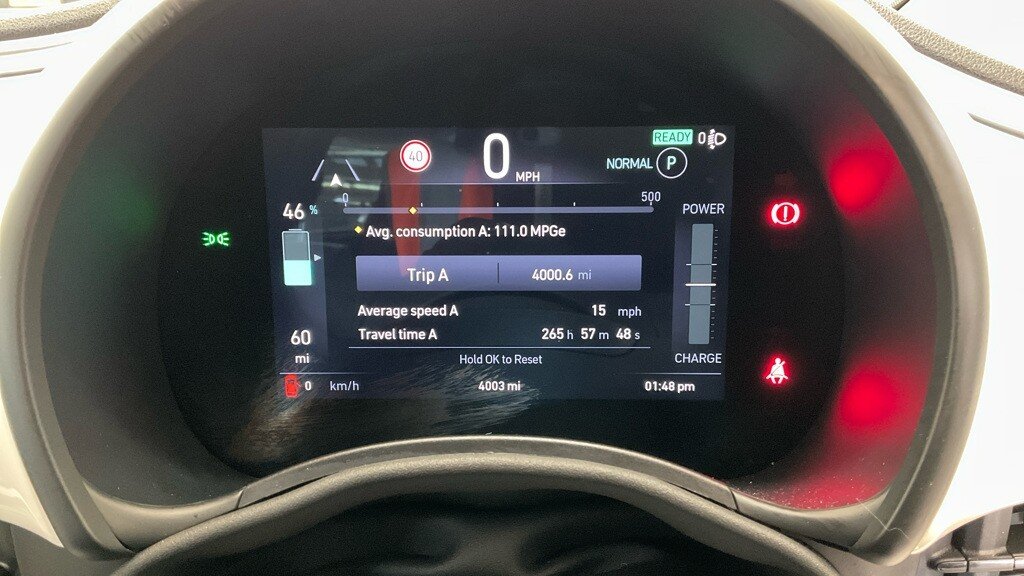 40
0
MPH
READY
0
NORMAL P
0 500
46 %
POWER
Avg. consumption A: 111.0 MPGe
Trip A 4000.6 mi
Average speed A 15 mph
Travel time A 265 h 57 m 48 s
60
mi
Hold OK to Reset
CHARGE
0 km/h 4003 mi 01:48 pm